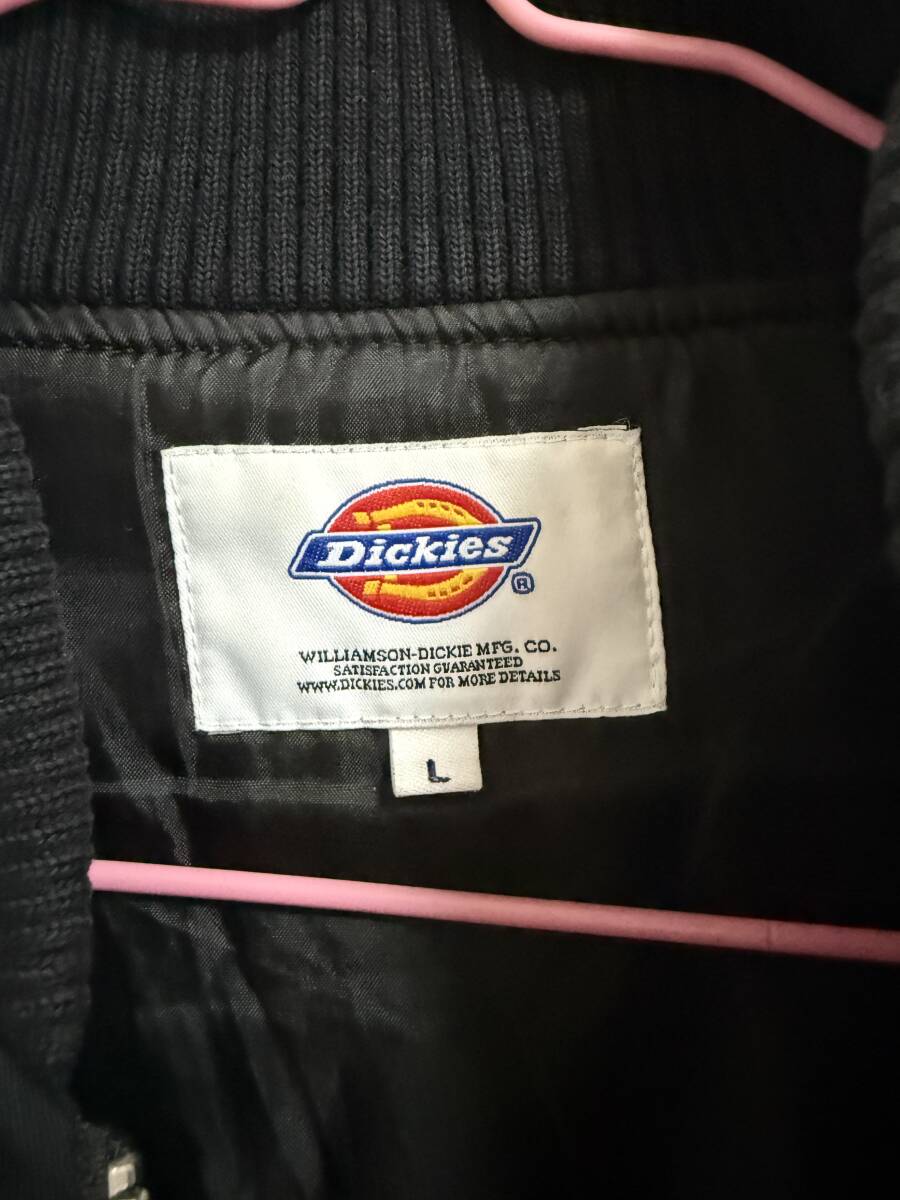 Dickies
®
WILLIAMSON-DICKIE MFG. CO.
SATISFACTION GUARANTEED
WWW.DICKIES.COM FOR MORE DETAILS
L